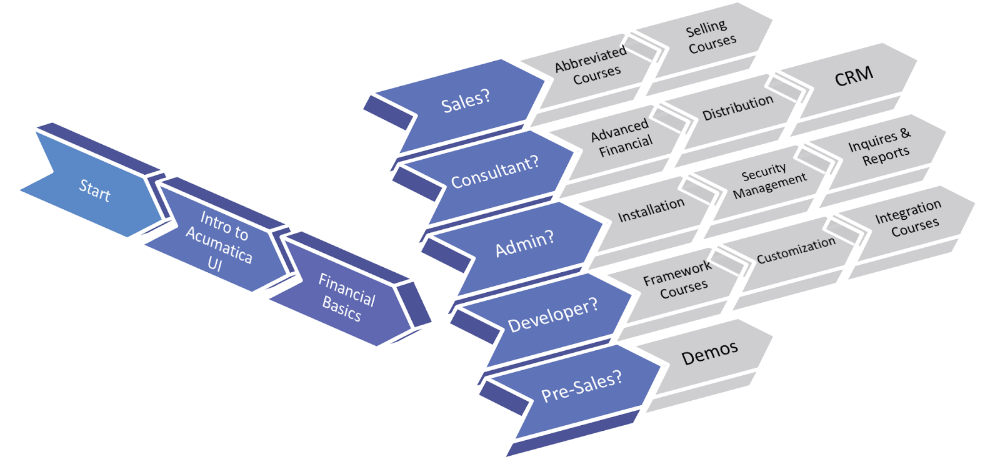 Start
Intro to
Acumatica
UI
Financial
Basics
Sales?
Abbreviated
Courses
Selling
Courses
Consultant?
Advanced
Financial
Distribution
CRM
Admin?
Installation
Security
Management
Inquires &
Reports
Developer?
Framework
Courses
Customization
Integration
Courses
Pre-Sales?
Demos